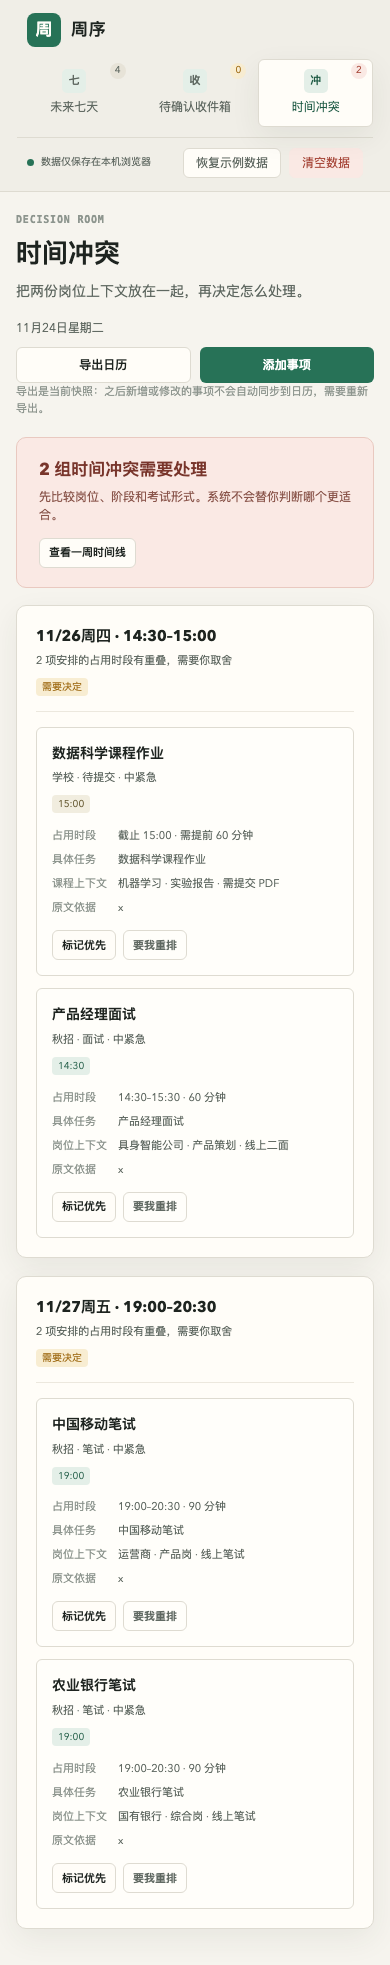 周 周序
七 4
未来七天
收 0
待确认收件箱
冲 2
时间冲突
数据仅保存在本机浏览器
恢复示例数据
清空数据
DECISION ROOM
时间冲突
把两份岗位上下文放在一起，再决定怎么处理。
11月24日星期二
导出日历
添加事项
导出是当前快照：之后新增或修改的事项不会自动同步到日历，需要重新
导出。
2 组时间冲突需要处理
先比较岗位、阶段和考试形式。系统不会替你判断哪个更适
合。
查看一周时间线
11/26周四 · 14:30–15:00
2 项安排的占用时段有重叠，需要你取舍
需要决定
数据科学课程作业
学校 · 待提交 · 中紧急
15:00
占用时段 截止 15:00 · 需提前 60 分钟
具体任务 数据科学课程作业
课程上下文 机器学习 · 实验报告 · 需提交 PDF
原文依据 x
标记优先 要我重排
产品经理面试
秋招 · 面试 · 中紧急
14:30
占用时段 14:30–15:30 · 60 分钟
具体任务 产品经理面试
岗位上下文 具身智能公司 · 产品策划 · 线上二面
原文依据 x
标记优先 要我重排
11/27周五 · 19:00–20:30
2 项安排的占用时段有重叠，需要你取舍
需要决定
中国移动笔试
秋招 · 笔试 · 中紧急
19:00
占用时段 19:00–20:30 · 90 分钟
具体任务 中国移动笔试
岗位上下文 运营商 · 产品岗 · 线上笔试
原文依据 x
标记优先 要我重排
农业银行笔试
秋招 · 笔试 · 中紧急
19:00
占用时段 19:00–20:30 · 90 分钟
具体任务 农业银行笔试
岗位上下文 国有银行 · 综合岗 · 线上笔试
原文依据 x
标记优先 要我重排